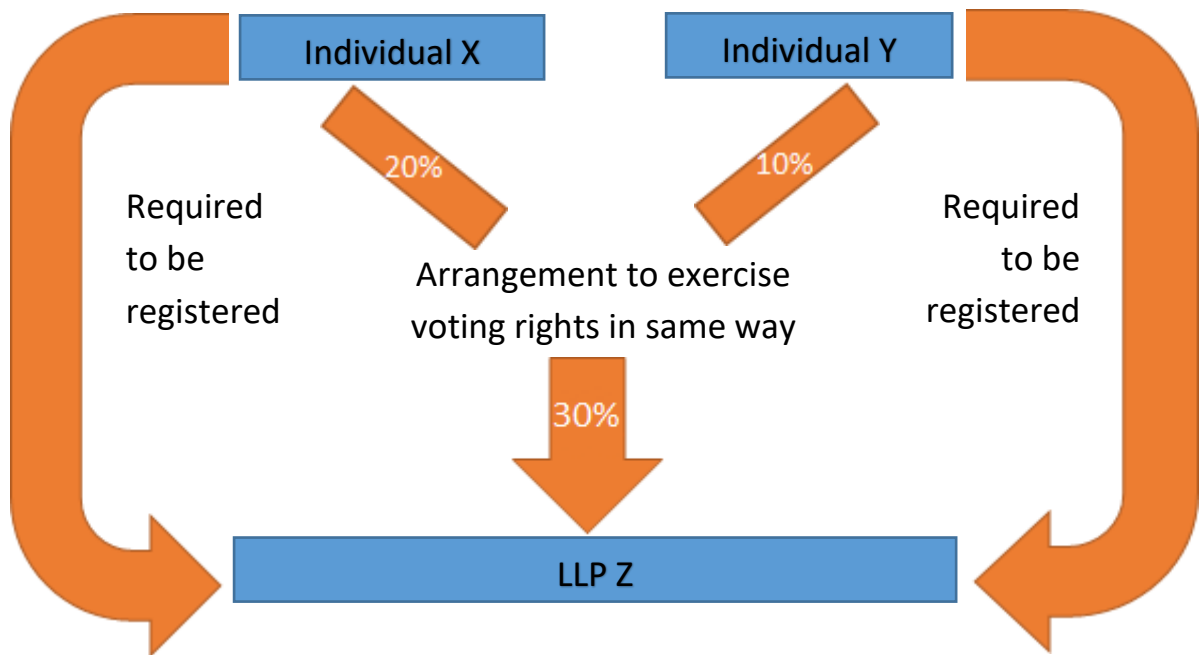 Individual X
Individual Y
20%
10%
Required
to be
registered
Required
to be
registered
Arrangement to exercise
voting rights in same way
30%
LLP Z